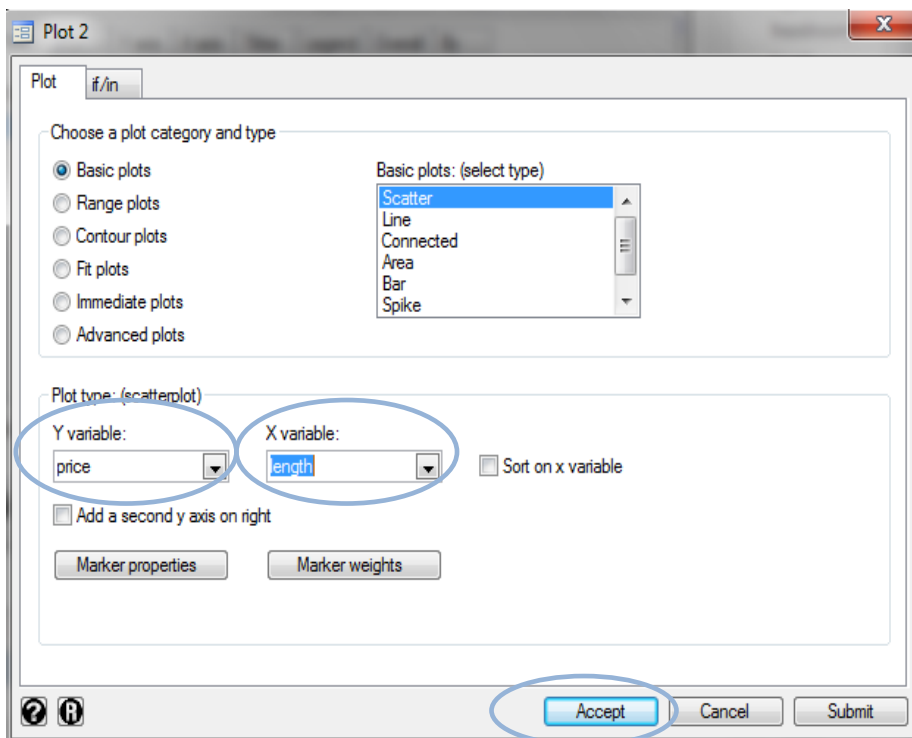 Plot 2
X
Plot
if/in
Choose a plot category and type
Basic plots
Range plots
Contour plots
Fit plots
Immediate plots
Advanced plots
Basic plots: (select type)
Scatter
Line
Connected
Area
Bar
Spike
Plot type: (scatterplot)
Y variable: X variable:
price length Sort on x variable
Add a second y axis on right
Marker properties Marker weights
? R Accept Cancel Submit